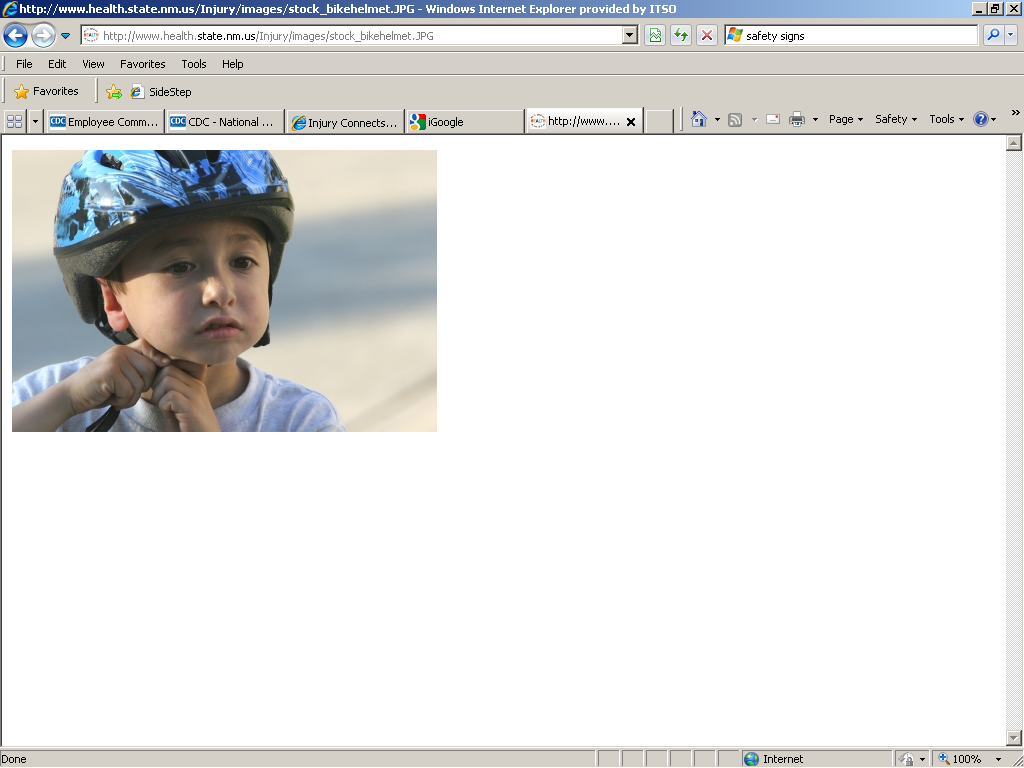 http://www.health.state.nm.us/Injury/images/stock_bikehelmet.JPG - Windows Internet Explorer provided by ITSO
http://www.health.state.nm.us/Injury/images/stock_bikehelmet.JPG
safety signs
File Edit View Favorites Tools Help
Favorites SideStep
CDC Employee Comm... CDC CDC - National ... Injury Connects... iGoogle http://www.... Page Safety Tools »
Done Internet 100%